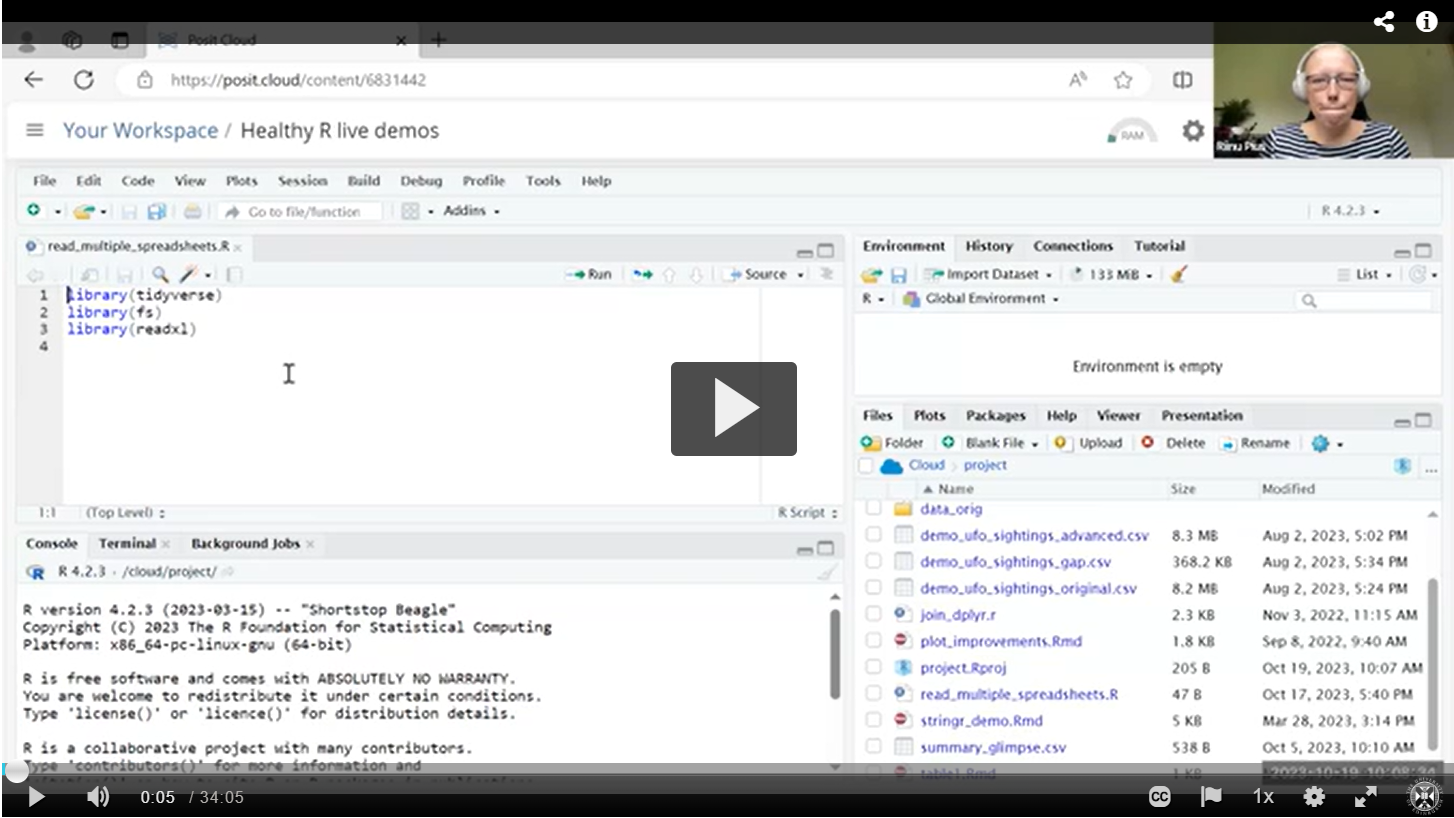 Posit Cloud
https://posit.cloud/content/6831442
Your Workspace / Healthy R live demos
RAM
Riinu Pius
File Edit Code View Plots Session Build Debug Profile Tools Help
Go to file/function Addins
R 4.2.3
read_multiple_spreadsheets.R
Run Source
1 library(tidyverse)
2 library(fs)
3 library(readxl)
4
1:1 (Top Level) R Script
Console Terminal Background Jobs
R 4.2.3 · /cloud/project/
R version 4.2.3 (2023-03-15) -- "Shortstop Beagle"
Copyright (C) 2023 The R Foundation for Statistical Computing
Platform: x86_64-pc-linux-gnu (64-bit)
R is free software and comes with ABSOLUTELY NO WARRANTY.
You are welcome to redistribute it under certain conditions.
Type 'license()' or 'licence()' for distribution details.
R is a collaborative project with many contributors.
Type 'contributors()' for more information and
Environment History Connections Tutorial
Import Dataset 133 MiB List
R Global Environment
Environment is empty
Files Plots Packages Help Viewer Presentation
Folder Blank File Upload Delete Rename
Cloud project
Name Size Modified
data_orig
demo_ufo_sightings_advanced.csv 8.3 MB Aug 2, 2023, 5:02 PM
demo_ufo_sightings_gap.csv 368.2 KB Aug 2, 2023, 5:34 PM
demo_ufo_sightings_original.csv 8.2 MB Aug 2, 2023, 5:24 PM
join_dplyr.r 2.3 KB Nov 3, 2022, 11:15 AM
plot_improvements.Rmd 1.8 KB Sep 8, 2022, 9:40 AM
project.Rproj 205 B Oct 19, 2023, 10:07 AM
read_multiple_spreadsheets.R 47 B Oct 17, 2023, 5:40 PM
stringr_demo.Rmd 5 KB Mar 28, 2023, 3:14 PM
summary_glimpse.csv 538 B Oct 5, 2023, 10:10 AM
table1.Rmd 1 KB
0:05 / 34:05
CC 1x